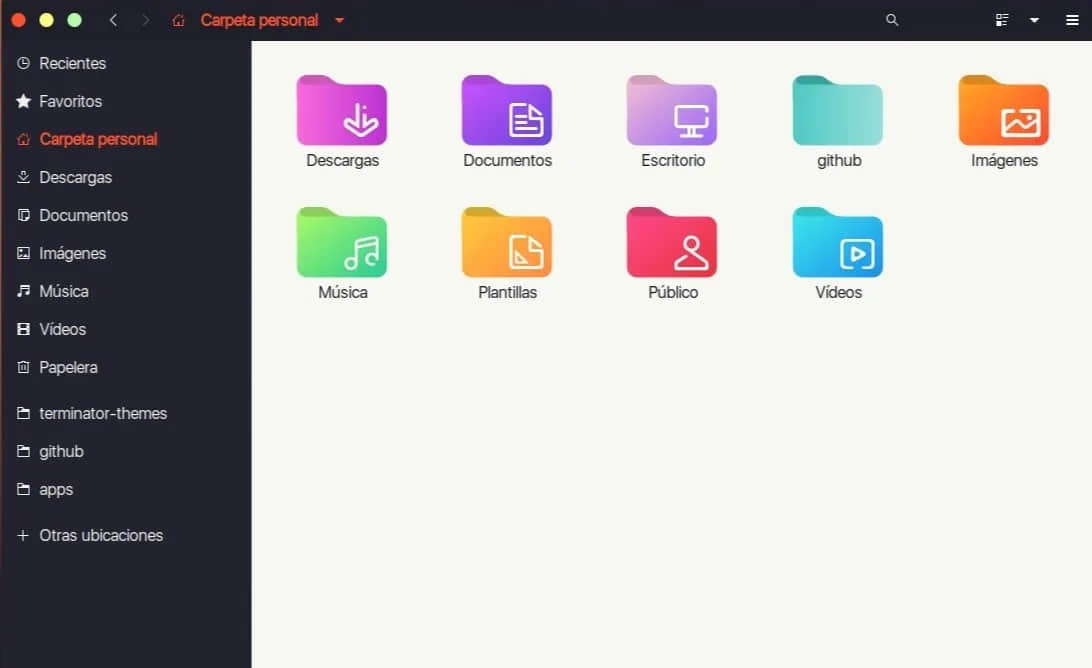 Carpeta personal
Recientes
Favoritos
Carpeta personal
Descargas
Documentos
Imágenes
Música
Vídeos
Papelera
terminator-themes
github
apps
Otras ubicaciones
Descargas
Documentos
Escritorio
github
Imágenes
Música
Plantillas
Público
Vídeos